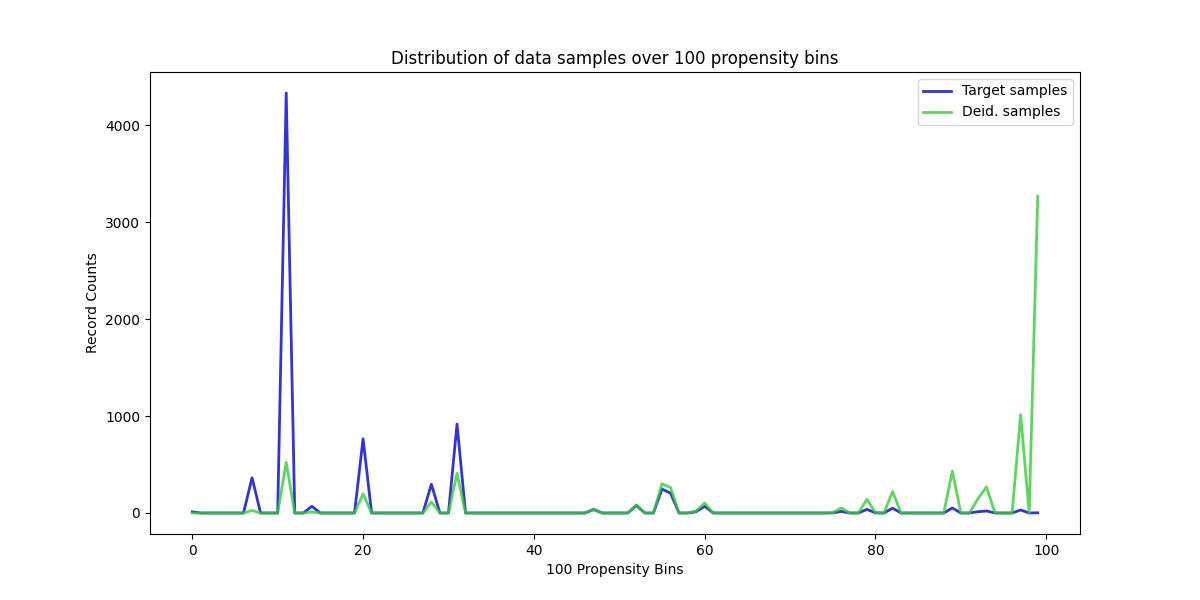 Distribution of data samples over 100 propensity bins
Target samples
Deid. samples
4000
3000
2000
1000
0
Record Counts
0 20 40 60 80 100
100 Propensity Bins